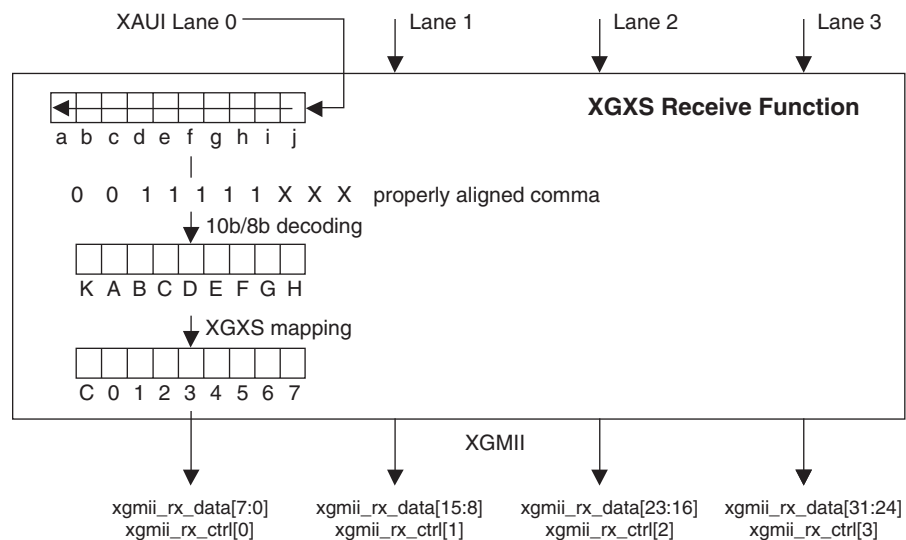 XAUI Lane 0 Lane 1 Lane 2 Lane 3
XGXS Receive Function
a b c d e f g h i j
0 0 1 1 1 1 1 X X X properly aligned comma
10b/8b decoding
K A B C D E F G H
XGXS mapping
C 0 1 2 3 4 5 6 7
XGMII
xgmii_rx_data[7:0] xgmii_rx_data[15:8] xgmii_rx_data[23:16] xgmii_rx_data[31:24]
xgmii_rx_ctrl[0] xgmii_rx_ctrl[1] xgmii_rx_ctrl[2] xgmii_rx_ctrl[3]